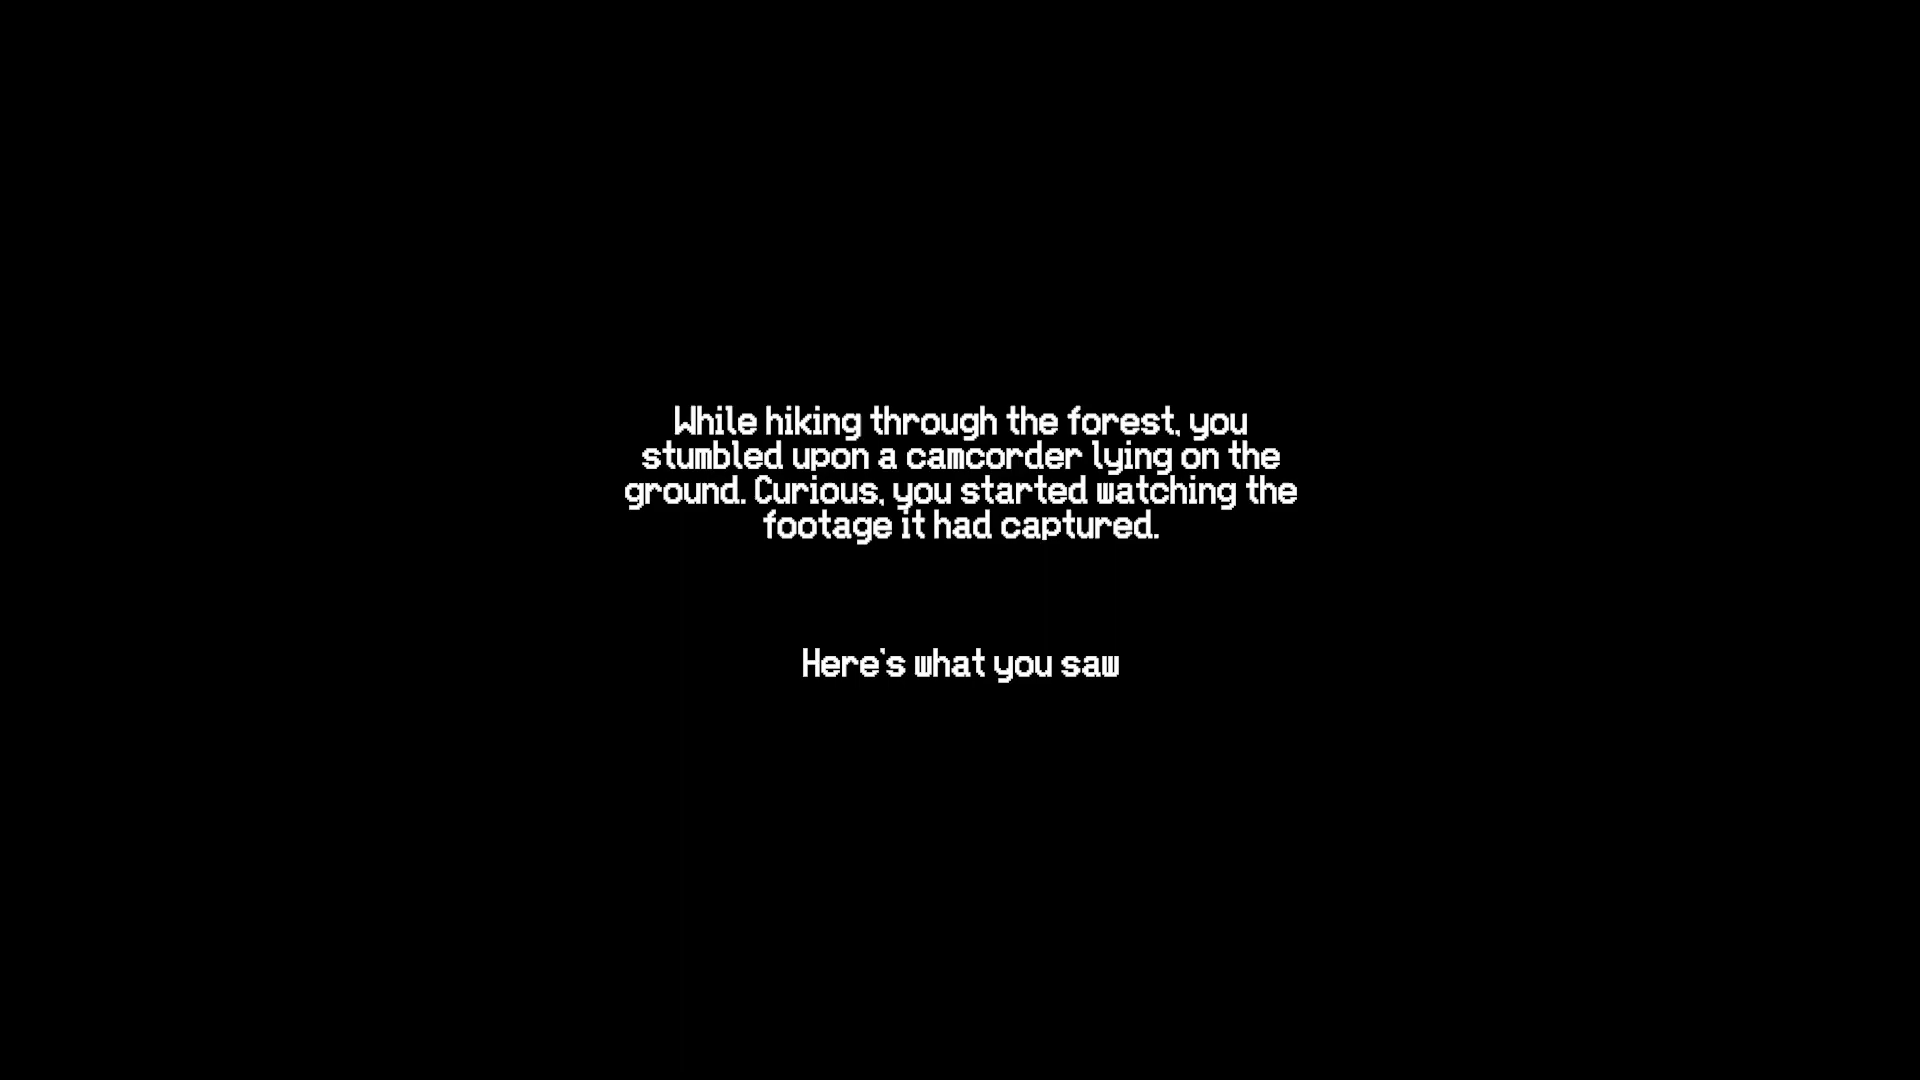 While hiking through the forest, you
stumbled upon a camcorder lying on the
ground. Curious, you started watching the
footage it had captured.
Here's what you saw